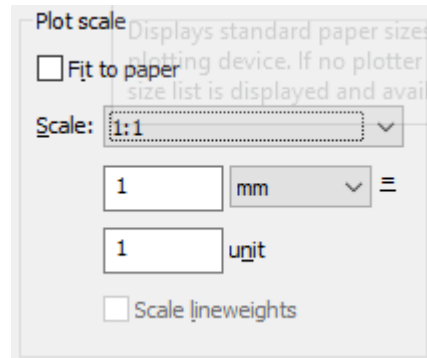 Plot scale
Displays standard paper sizes
Fit to paper
plotting device. If no plotter
size list is displayed and avai
Scale: 1:1
1 mm =
1 unit
Scale lineweights